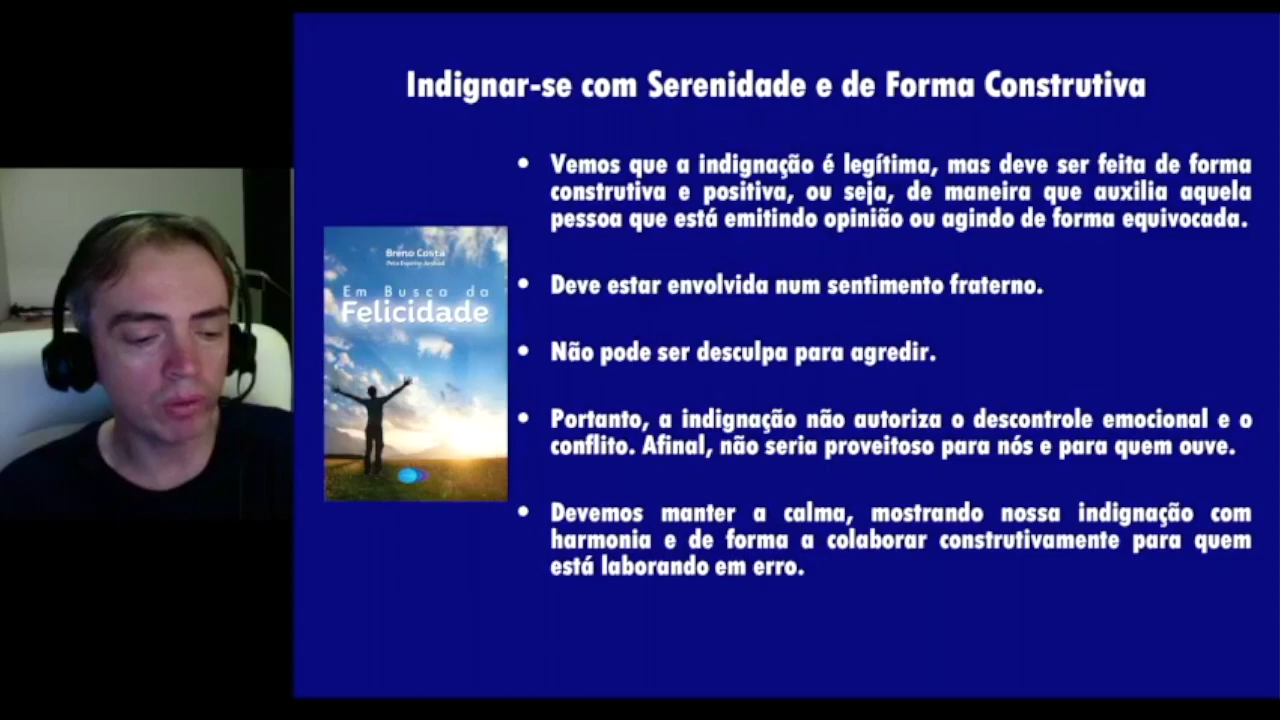 Indignar-se com Serenidade e de Forma Construtiva
• Vemos que a indignação é legítima, mas deve ser feita de forma
construtiva e positiva, ou seja, de maneira que auxilia aquela
pessoa que está emitindo opinião ou agindo de forma equivocada.
Breno Costa
Pelo Espírito
Em Busca da
Felicidade
• Deve estar envolvida num sentimento fraterno.
• Não pode ser desculpa para agredir.
• Portanto, a indignação não autoriza o descontrole emocional e o
conflito. Afinal, não seria proveitoso para nós e para quem ouve.
• Devemos manter a calma, mostrando nossa indignação com
harmonia e de forma a colaborar construtivamente para quem
está laborando em erro.